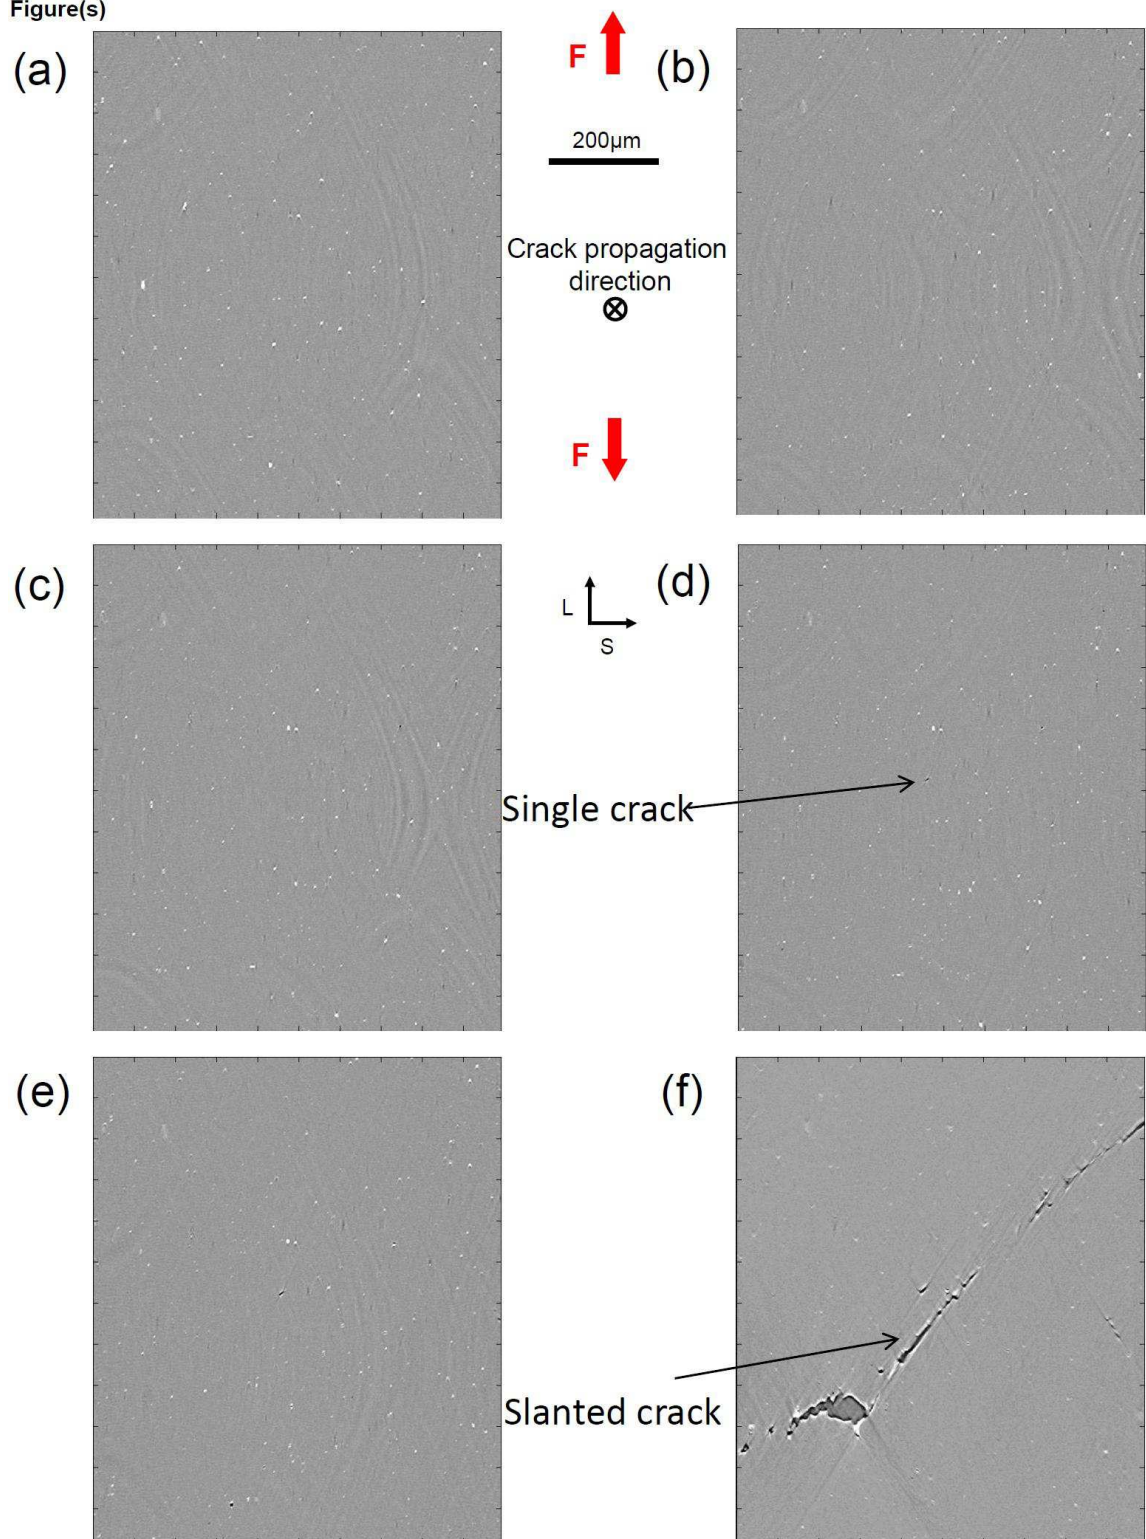 Figure(s)
(a)
F
(b)
200μm
Crack propagation
direction
F
(c)
L
S
(d)
Single crack
(e)
(f)
Slanted crack